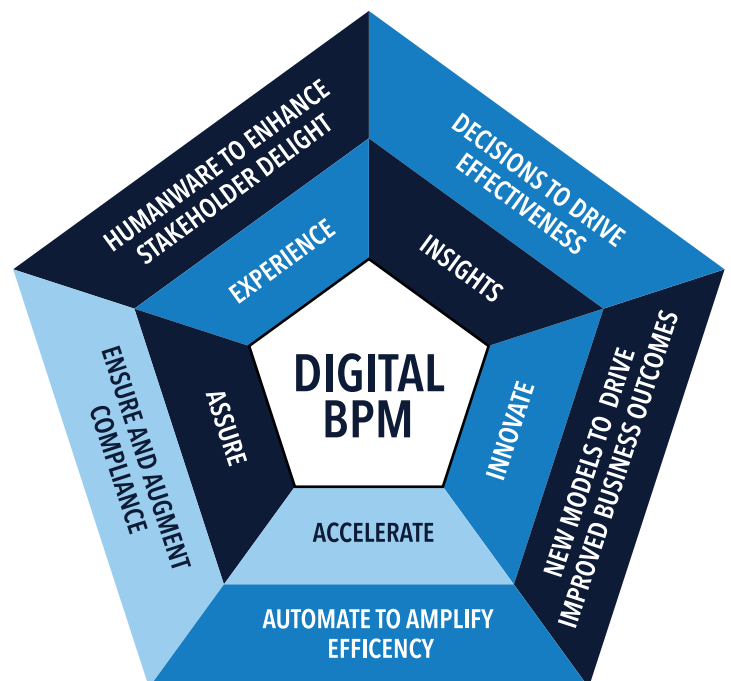 HUMANWARE TO ENHANCE
STAKEHOLDER DELIGHT
DECISIONS TO DRIVE
EFFECTIVENESS
EXPERIENCE
INSIGHTS
DIGITAL
BPM
ENSURE AND AUGMENT
COMPLIANCE
ASSURE
INNOVATE
NEW MODELS TO DRIVE
IMPROVED BUSINESS OUTCOMES
ACCELERATE
AUTOMATE TO AMPLIFY
EFFICENCY